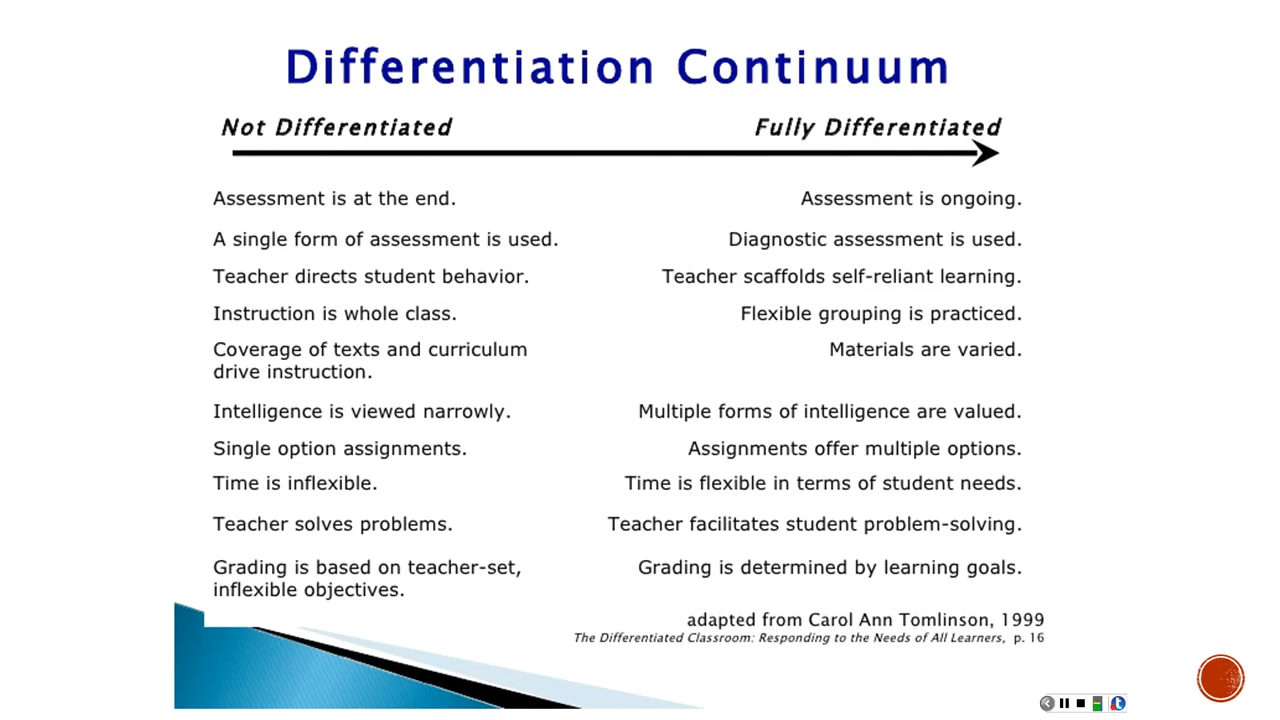 Differentiation Continuum
Not Differentiated Fully Differentiated
Assessment is at the end. Assessment is ongoing.
A single form of assessment is used. Diagnostic assessment is used.
Teacher directs student behavior. Teacher scaffolds self-reliant learning.
Instruction is whole class. Flexible grouping is practiced.
Coverage of texts and curriculum Materials are varied.
drive instruction.
Intelligence is viewed narrowly. Multiple forms of intelligence are valued.
Single option assignments. Assignments offer multiple options.
Time is inflexible. Time is flexible in terms of student needs.
Teacher solves problems. Teacher facilitates student problem-solving.
Grading is based on teacher-set, Grading is determined by learning goals.
inflexible objectives.
adapted from Carol Ann Tomlinson, 1999
The Differentiated Classroom: Responding to the Needs of All Learners, p. 16